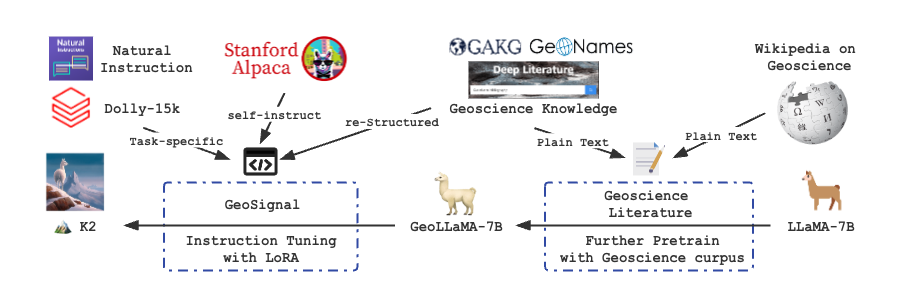 Natural
Instructions
Natural
Instruction
Stanford
Alpaca
GAKG
GeoNames
Deep Literature
Wikipedia on
Geoscience
Dolly-15k
Geoscience Knowledge
self-instruct
re-Structured
Task-specific
Plain Text
Plain Text
GeoSignal
Geoscience
Literature
K2
GeoLLaMA-7B
LLaMA-7B
Instruction Tuning
with LoRA
Further Pretrain
with Geoscience curpus